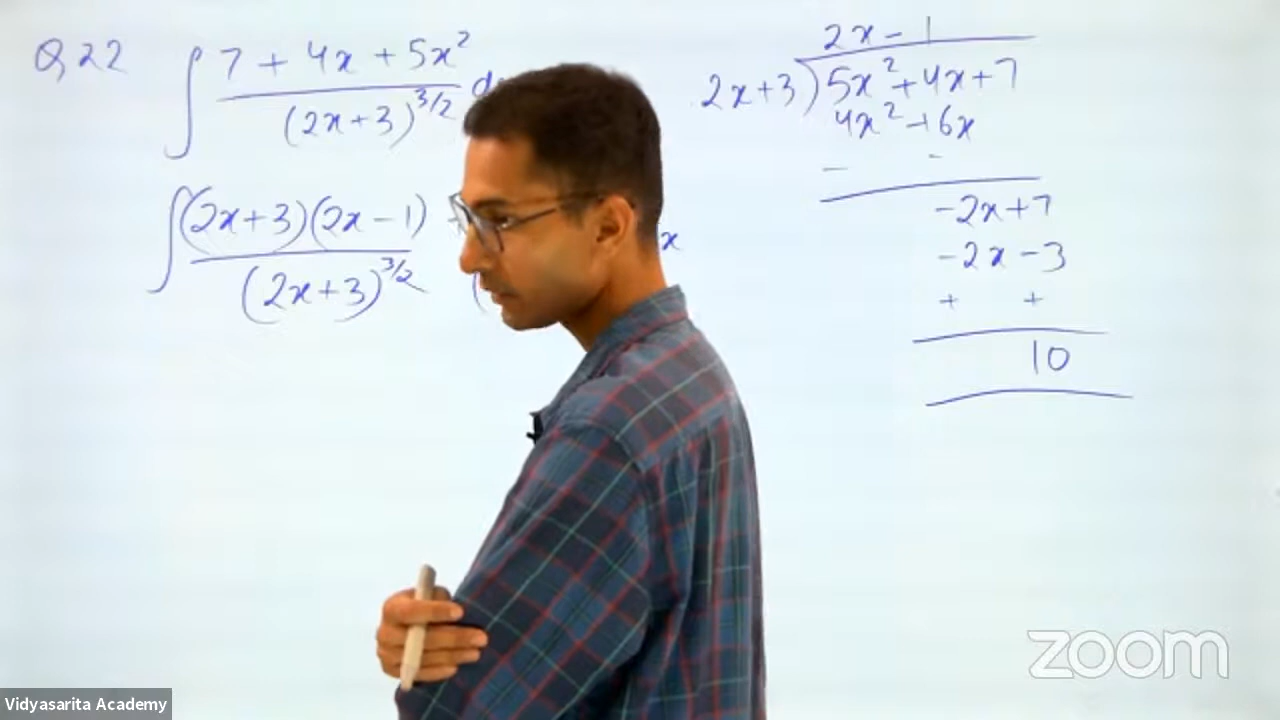 Q 22 ∫ 7 + 4x + 5x² / (2x+3)^3/2
∫ (2x+3)(2x-1) / (2x+3)^3/2
x
2x - 1
2x+3 ) 5x² + 4x + 7
4x² + 6x
- -
-2x+7
-2x -3
+ +
10
zoom
Vidyasarita Academy